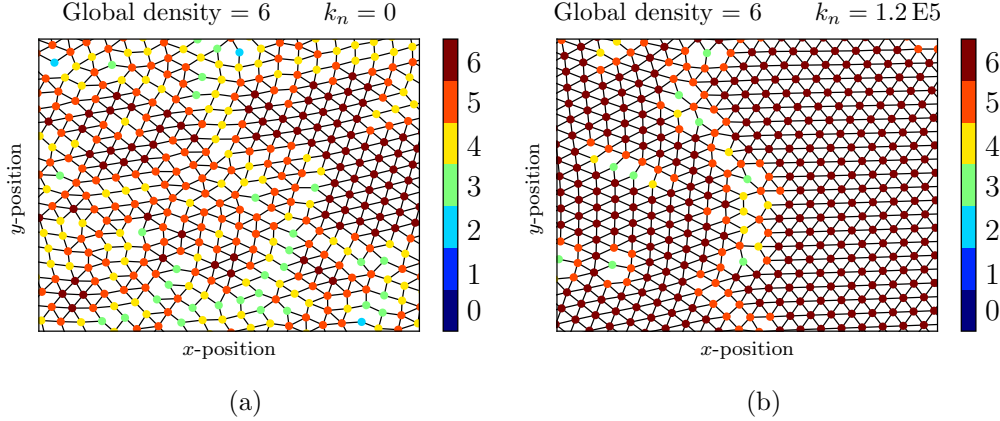 Global density = 6 k_n = 0
6
5
4
3
2
1
0
y-position
x-position
(a)
Global density = 6 k_n = 1.2 E5
6
5
4
3
2
1
0
y-position
x-position
(b)